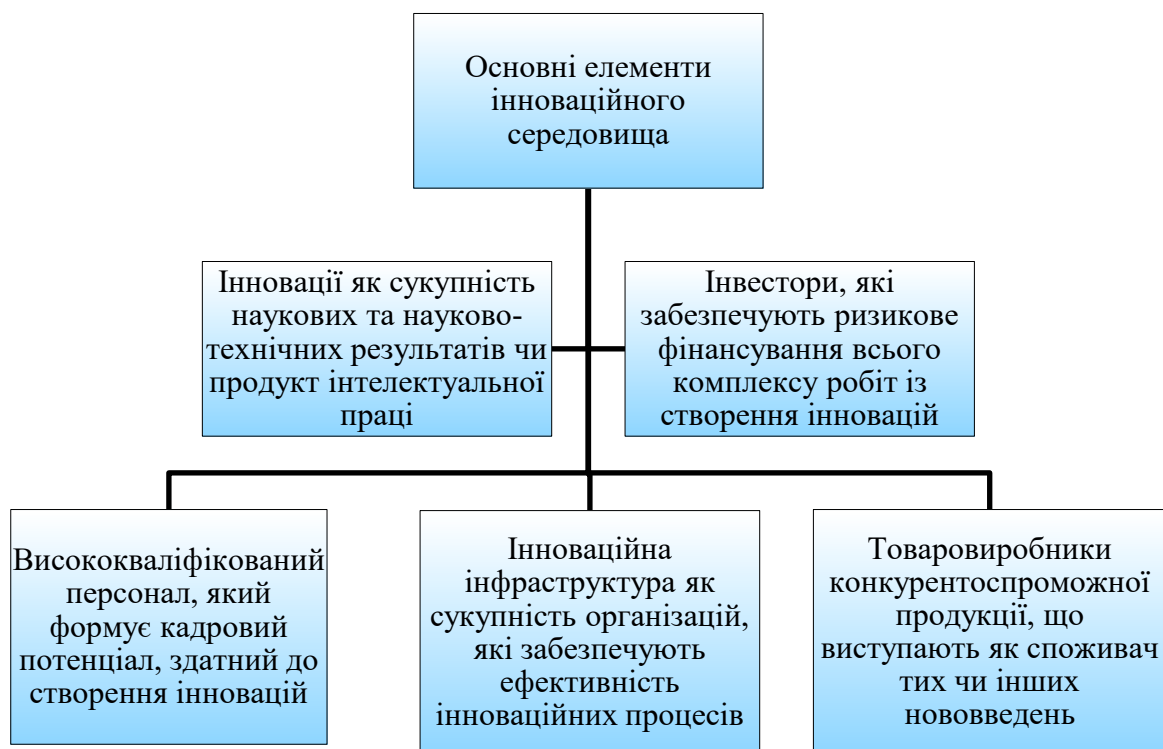 Основні елементи
інноваційного
середовища
Інновації як сукупність
наукових та науково-
технічних результатів чи
продукт інтелектуальної
праці
Інвестори, які
забезпечують ризикове
фінансування всього
комплексу робіт із
створення інновацій
Висококваліфікований
персонал, який
формує кадровий
потенціал, здатний до
створення інновацій
Інноваційна
інфраструктура як
сукупність організацій,
які забезпечують
ефективність
інноваційних процесів
Товаровиробники
конкурентоспроможної
продукції, що
виступають як споживач
тих чи інших
нововведень